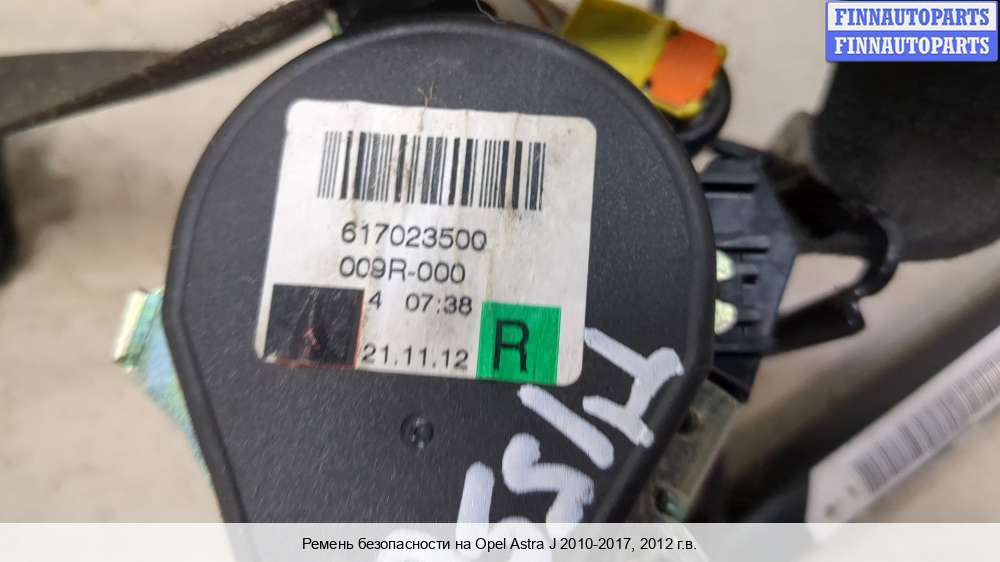 FINNAUTOPARTS
FINNAUTOPARTS
617023500
009R-000
4 07:38
21.11.12
R
Ремень безопасности на Opel Astra J 2010-2017, 2012 г.в.